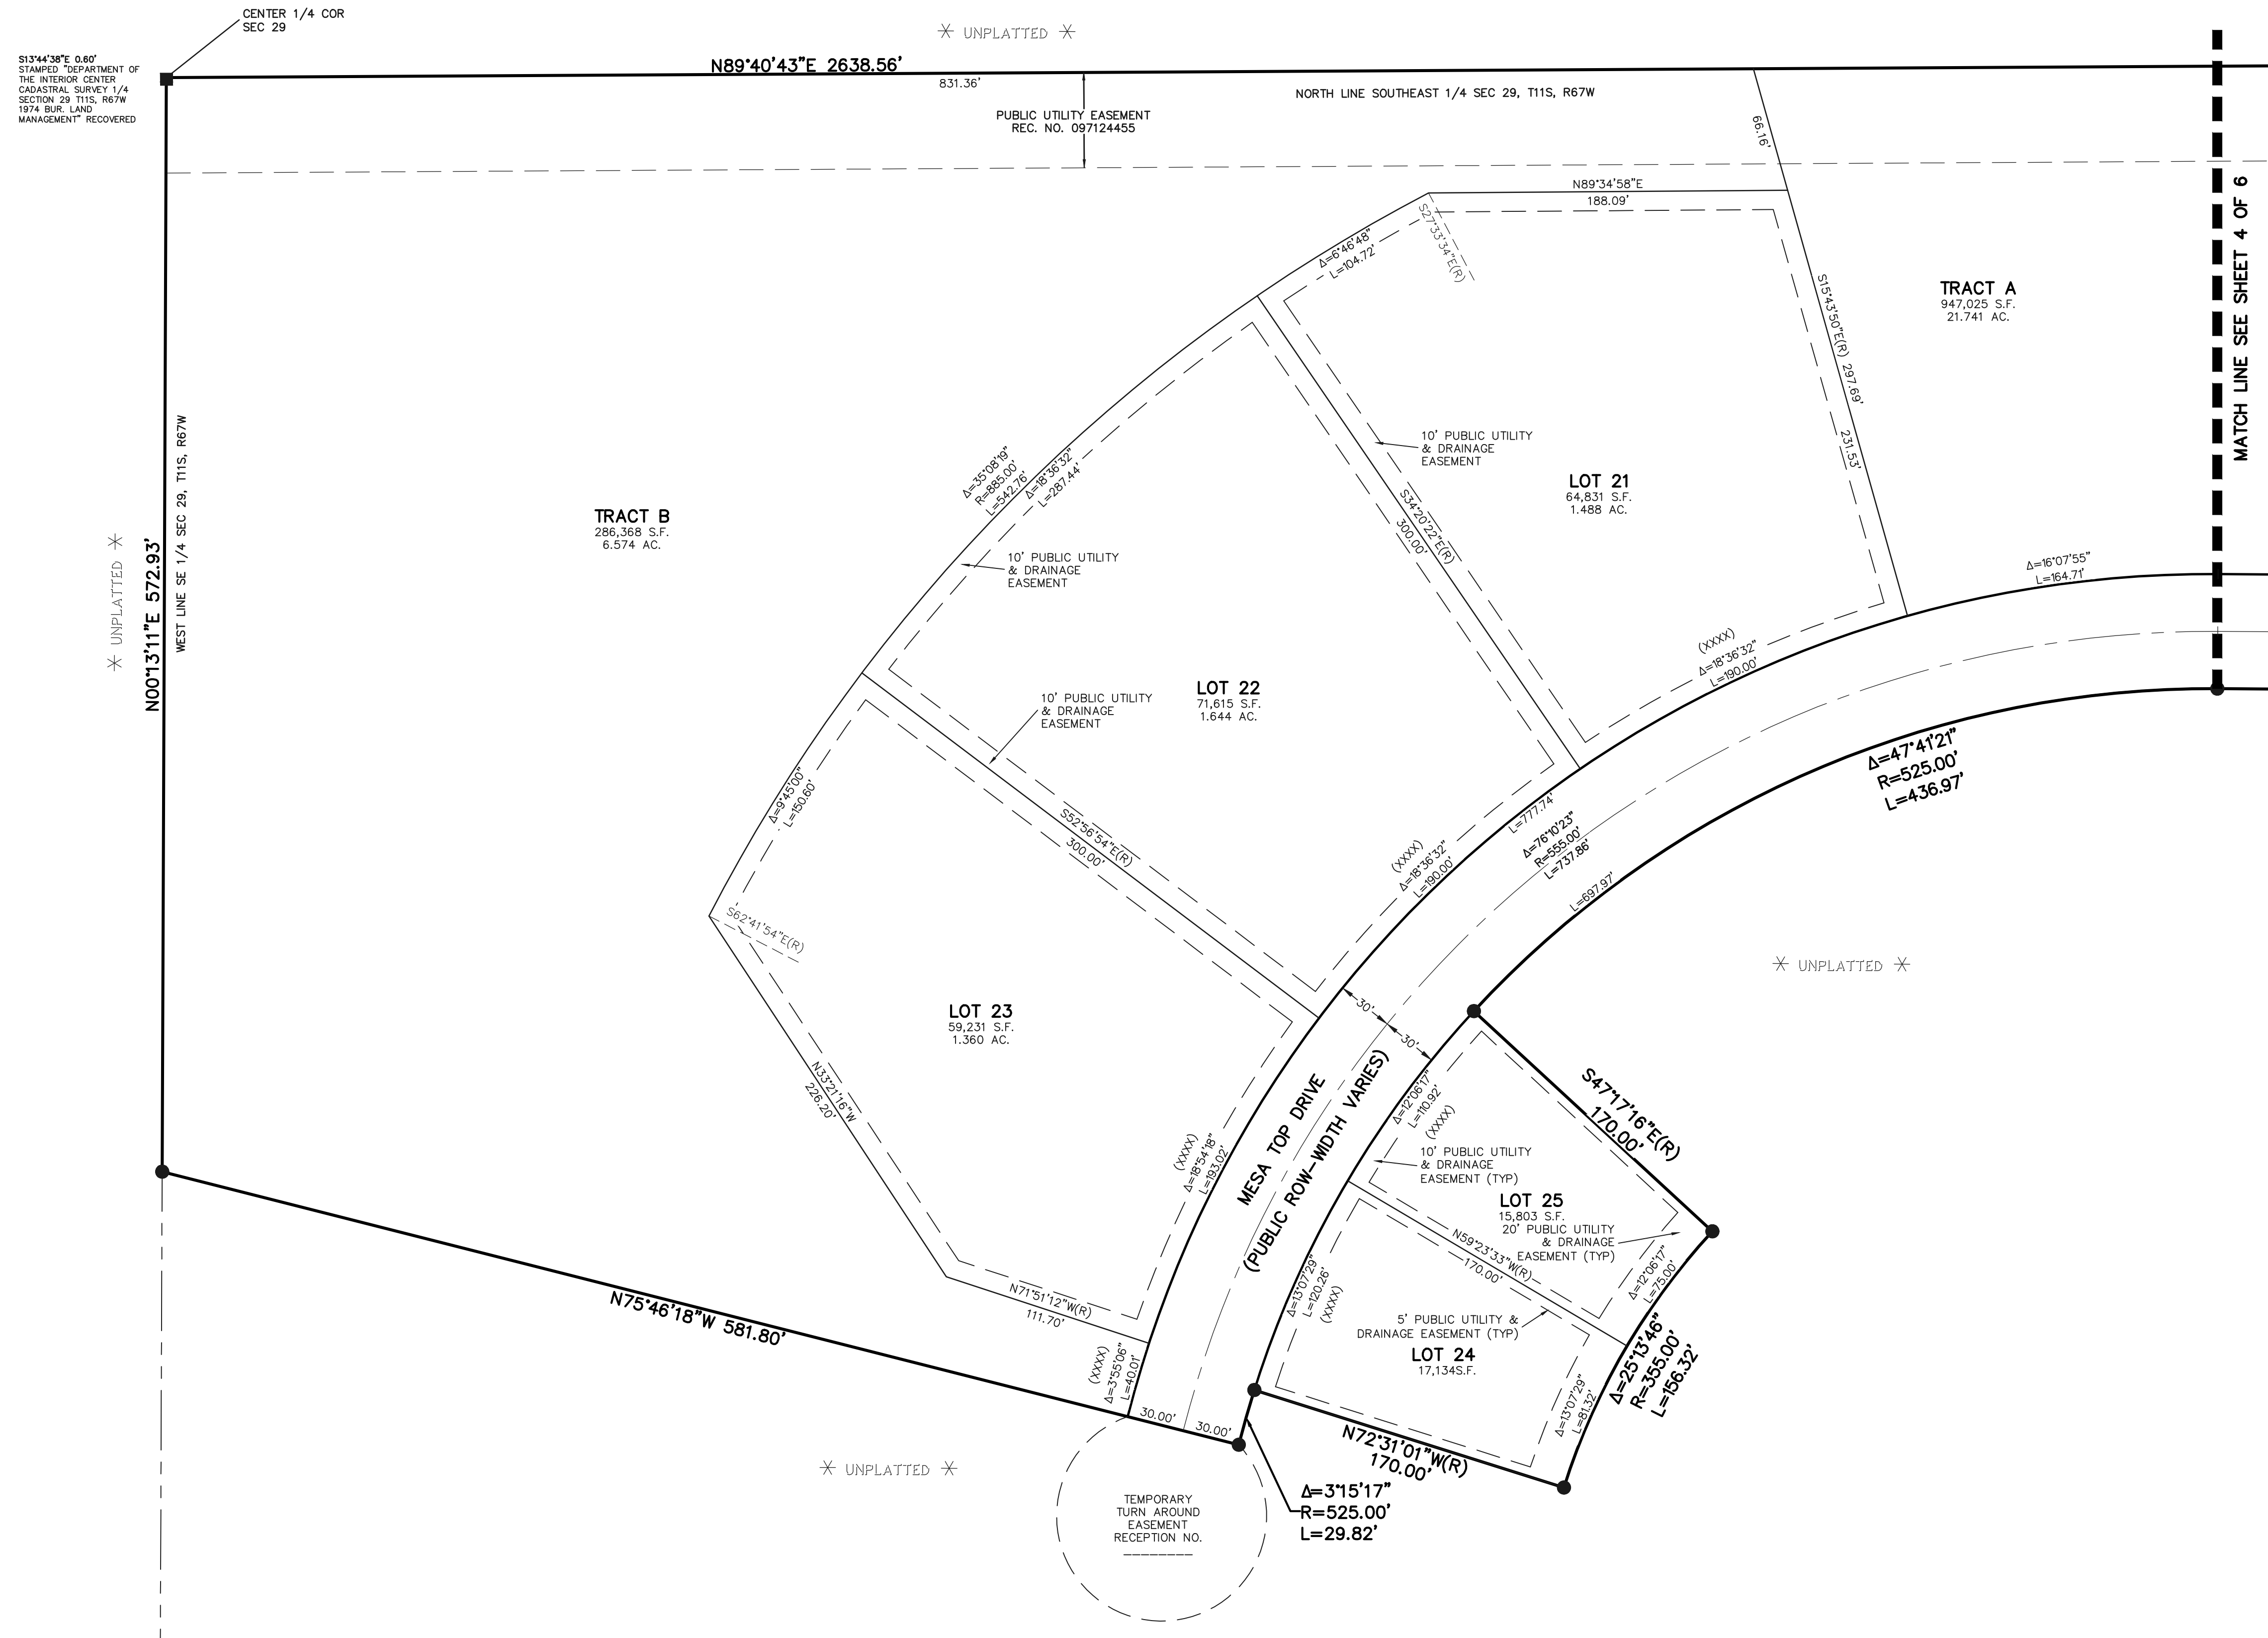 CENTER 1/4 COR
SEC 29
UNPLATTED
S13°44'38"E 0.60'
STAMPED "DEPARTMENT OF
THE INTERIOR CENTER
CADASTRAL SURVEY 1/4
SECTION 29 T11S, R67W
1974 BUR. LAND
MANAGEMENT" RECOVERED
N89°40'43"E 2638.56'
831.36'
NORTH LINE SOUTHEAST 1/4 SEC 29, T11S, R67W
PUBLIC UTILITY EASEMENT
REC. NO. 097124455
66.16'
N89°34'58"E
188.09'
S27°33'34"E(R)
Δ=6°46'48"
L=104.72'
MATCH LINE SEE SHEET 4 OF 6
TRACT A
947,025 S.F.
21.741 AC.
S15°43'50"E(R) 297.69'
231.53'
10' PUBLIC UTILITY
& DRAINAGE
EASEMENT
LOT 21
64,831 S.F.
1.488 AC.
S34°20'22"E(R)
300.00'
Δ=35°08'19"
R=885.00'
L=542.76'
Δ=18°36'32"
L=287.44'
TRACT B
286,368 S.F.
6.574 AC.
10' PUBLIC UTILITY
& DRAINAGE
EASEMENT
UNPLATTED
N00°13'11"E 572.93'
WEST LINE SE 1/4 SEC 29, T11S, R67W
Δ=16°07'55"
L=164.71'
(XXXX)
Δ=18°36'32"
L=190.00'
LOT 22
71,615 S.F.
1.644 AC.
10' PUBLIC UTILITY
& DRAINAGE
EASEMENT
Δ=47°41'21"
R=525.00'
L=436.97'
Δ=9°45'00"
L=150.60'
S52°56'54"E(R)
300.00'
L=777.74'
Δ=76°10'23"
R=555.00'
L=737.86'
L=697.97'
(XXXX)
Δ=18°36'32"
L=190.00'
S62°41'54"E(R)
UNPLATTED
LOT 23
59,231 S.F.
1.360 AC.
30'
30'
N33°21'16"W
226.20'
MESA TOP DRIVE
(PUBLIC ROW-WIDTH VARIES)
S47°17'16"E(R)
170.00'
Δ=12°06'17"
L=110.92'
(XXXX)
(XXXX)
Δ=18°54'18"
L=193.02'
10' PUBLIC UTILITY
& DRAINAGE
EASEMENT (TYP)
LOT 25
15,803 S.F.
20' PUBLIC UTILITY
& DRAINAGE
EASEMENT (TYP)
N59°23'33"W(R)
170.00'
Δ=12°06'17"
L=75.00'
Δ=13°07'29"
L=120.26'
(XXXX)
N71°51'12"W(R)
111.70'
N75°46'18"W 581.80'
5' PUBLIC UTILITY &
DRAINAGE EASEMENT (TYP)
LOT 24
17,134S.F.
Δ=25°13'46"
R=355.00'
L=156.32'
(XXXX)
Δ=3°55'06"
L=40.01'
Δ=13°07'29"
L=81.32'
30.00'
30.00'
N72°31'01"W(R)
170.00'
UNPLATTED
Δ=3°15'17"
R=525.00'
L=29.82'
TEMPORARY
TURN AROUND
EASEMENT
RECEPTION NO.
________